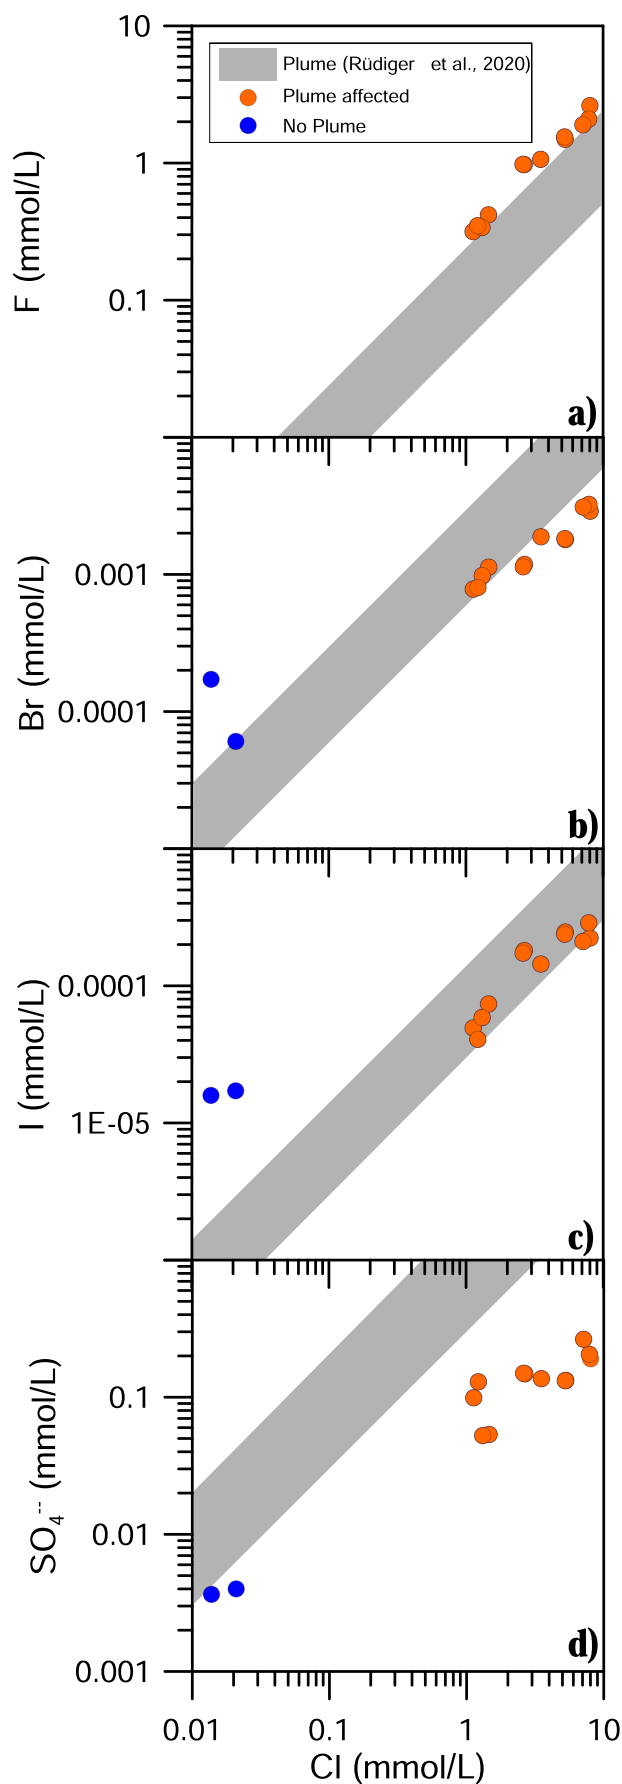 10
Plume (Rüdiger et al., 2020)
Plume affected
No Plume
1
F (mmol/L)
0.1
a)
0.001
Br (mmol/L)
0.0001
b)
0.0001
I (mmol/L)
1E-05
c)
0.1
SO4-- (mmol/L)
0.01
d)
0.001
0.01 0.1 1 10
Cl (mmol/L)